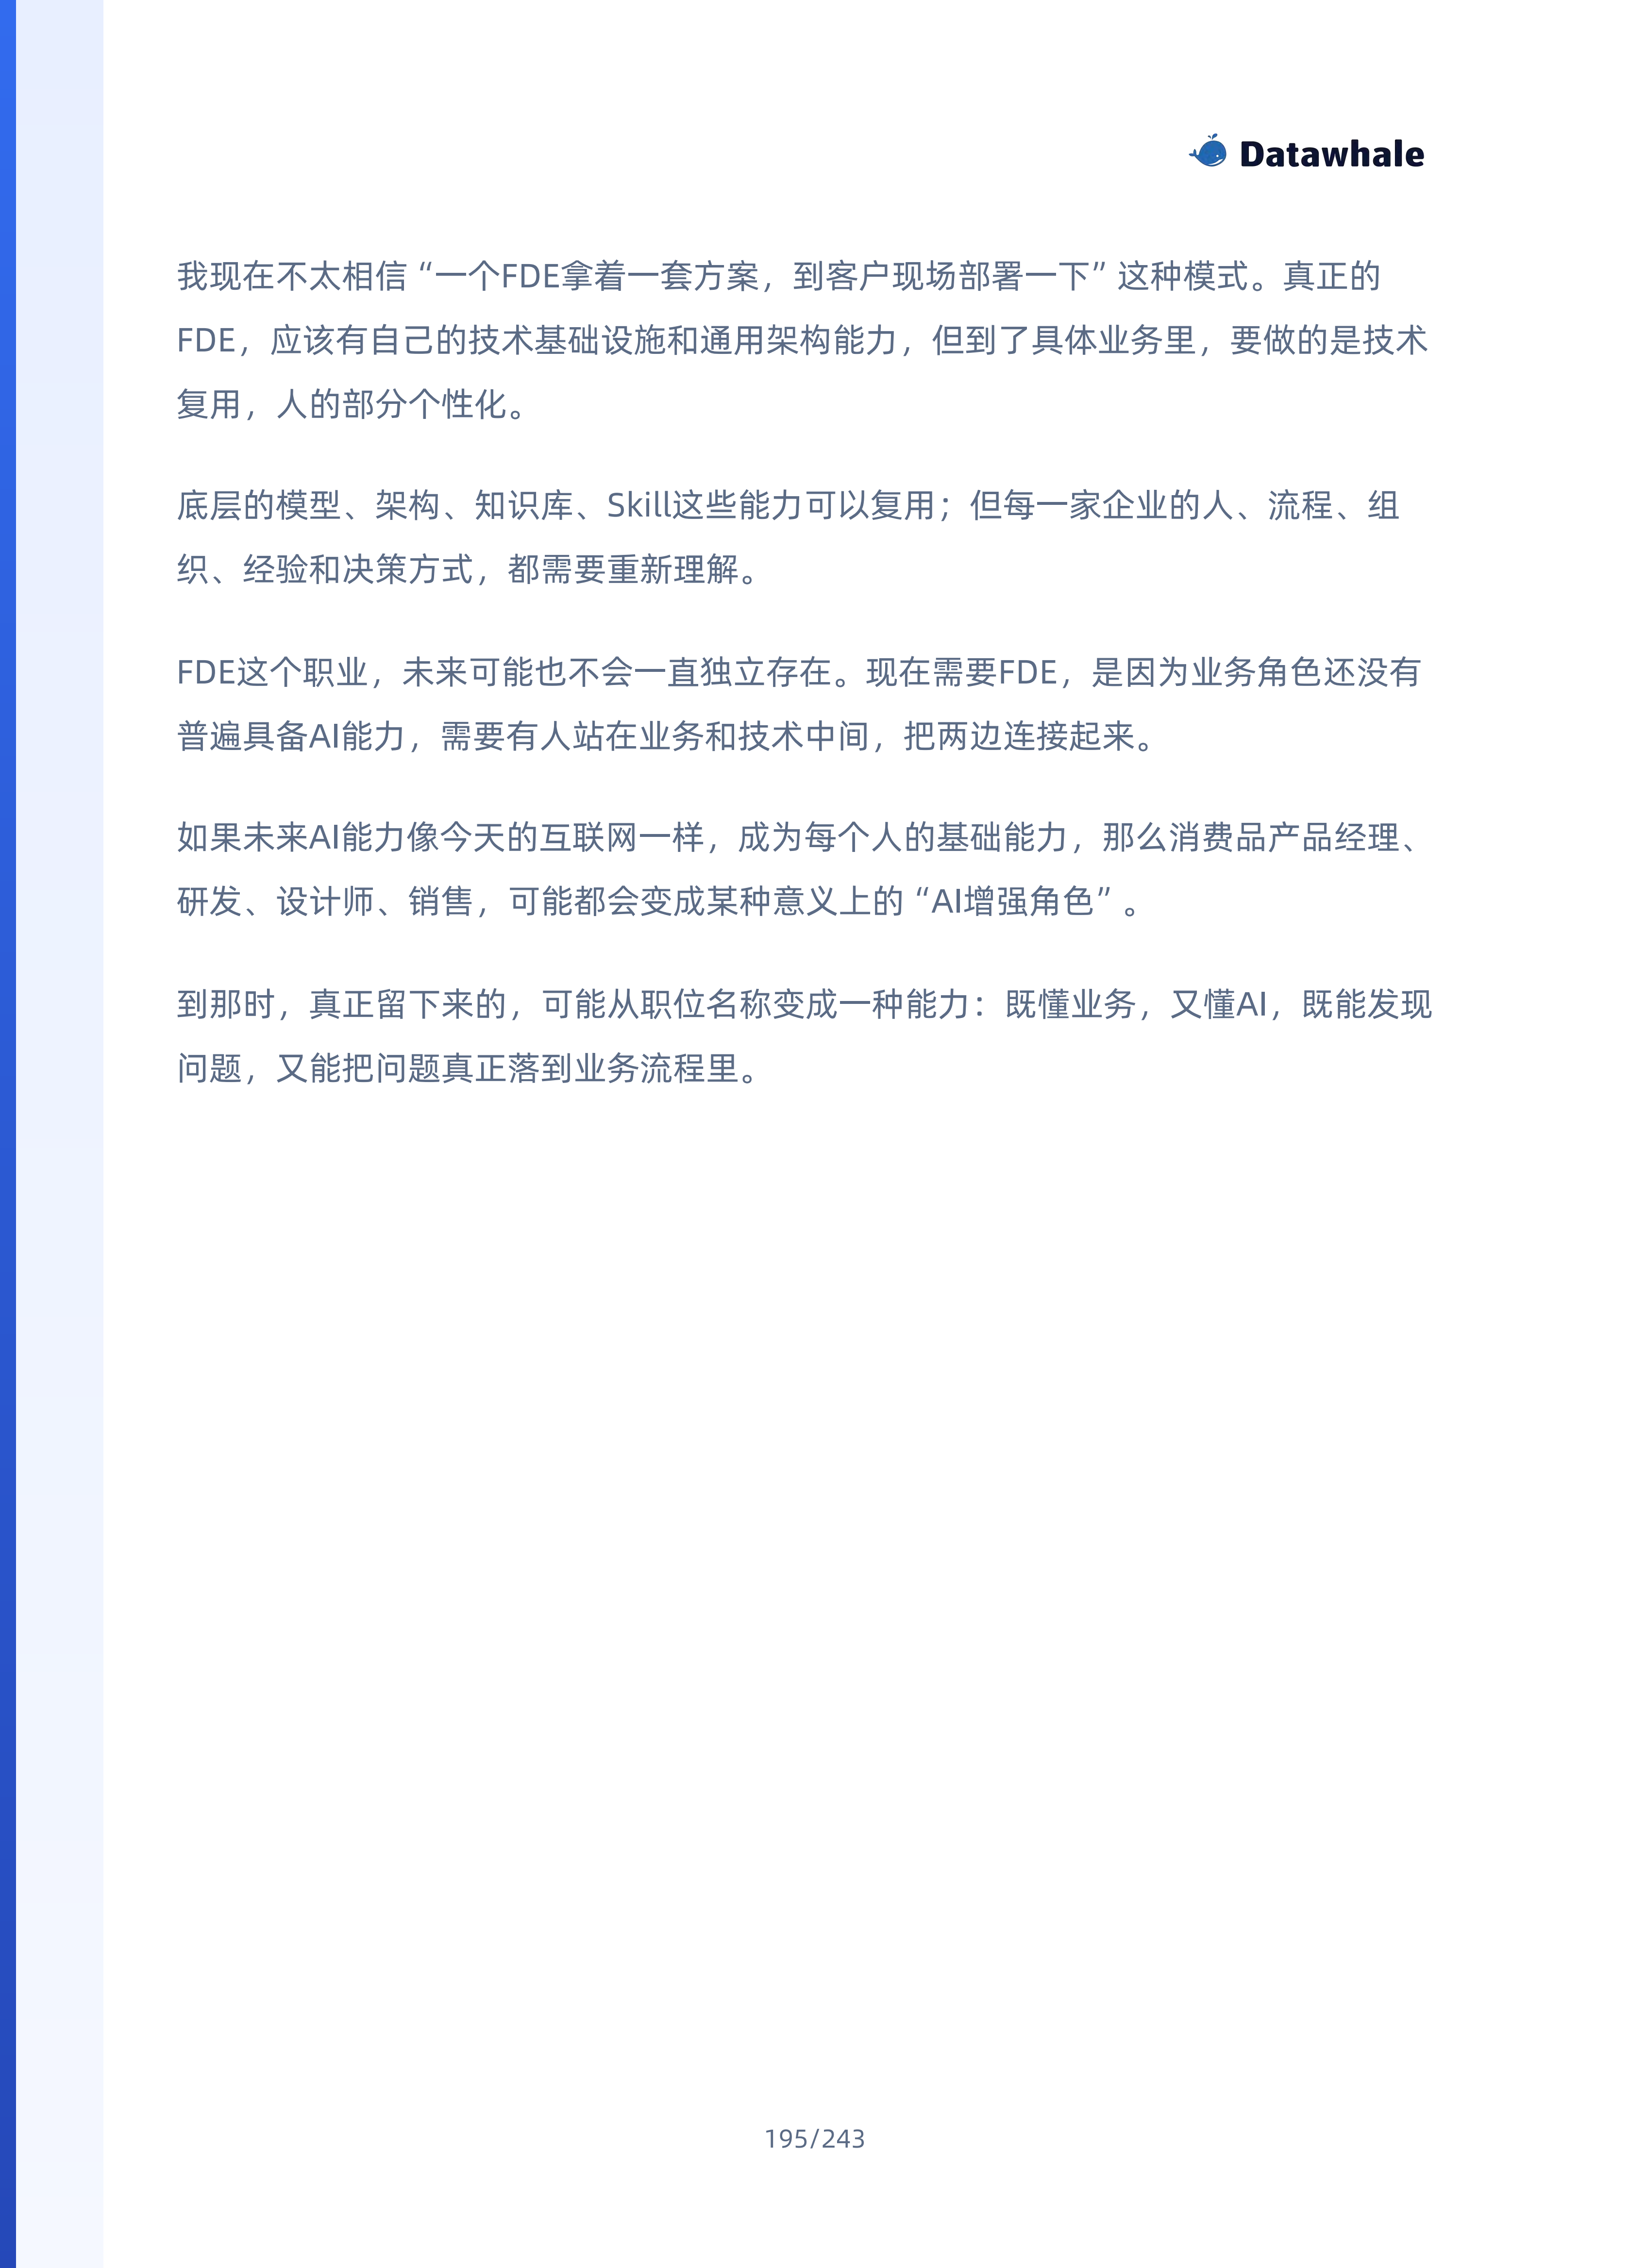 Datawhale
我现在不太相信“一个FDE拿着一套方案，到客户现场部署一下”这种模式。真正的
FDE，应该有自己的技术基础设施和通用架构能力，但到了具体业务里，要做的是技术
复用，人的部分个性化。
底层的模型、架构、知识库、Skill这些能力可以复用；但每一家企业的人、流程、组
织、经验和决策方式，都需要重新理解。
FDE这个职业，未来可能也不会一直独立存在。现在需要FDE，是因为业务角色还没有
普遍具备AI能力，需要有人站在业务和技术中间，把两边连接起来。
如果未来AI能力像今天的互联网一样，成为每个人的基础能力，那么消费品产品经理、
研发、设计师、销售，可能都会变成某种意义上的“AI增强角色”。
到那时，真正留下来的，可能从职位名称变成一种能力：既懂业务，又懂AI，既能发现
问题，又能把问题真正落到业务流程里。
195/243